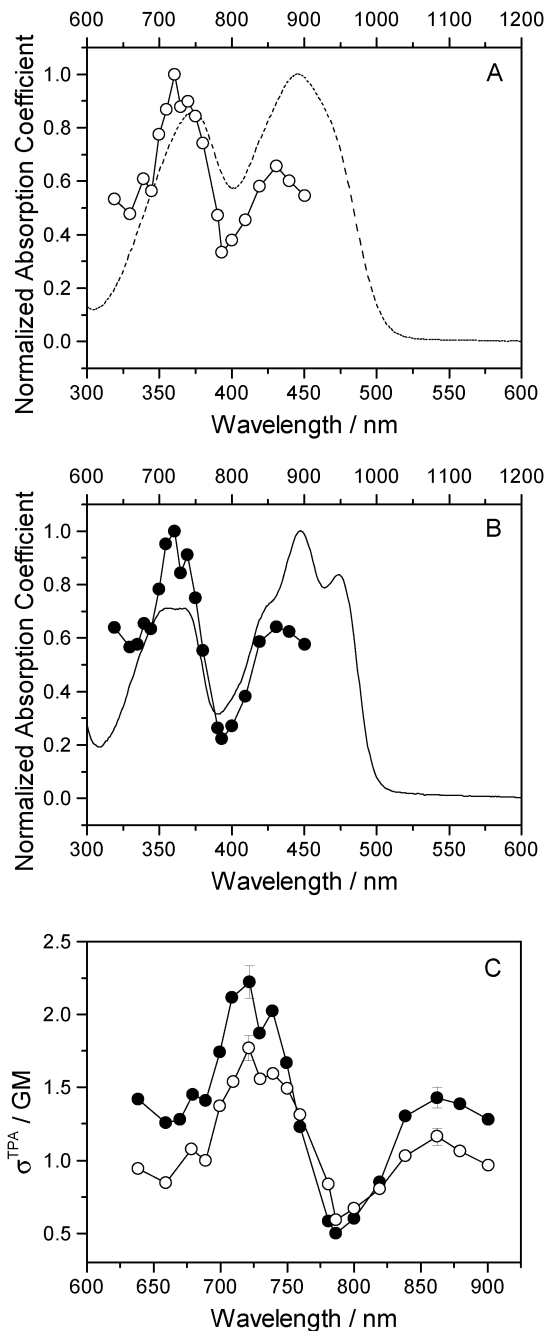 600 700 800 900 1000 1100 1200
A
Normalized Absorption Coefficient
1.0
0.8
0.6
0.4
0.2
0.0
300 350 400 450 500 550 600
Wavelength / nm
600 700 800 900 1000 1100 1200
B
Normalized Absorption Coefficient
1.0
0.8
0.6
0.4
0.2
0.0
300 350 400 450 500 550 600
Wavelength / nm
C
σTPA / GM
2.5
2.0
1.5
1.0
0.5
600 650 700 750 800 850 900
Wavelength / nm